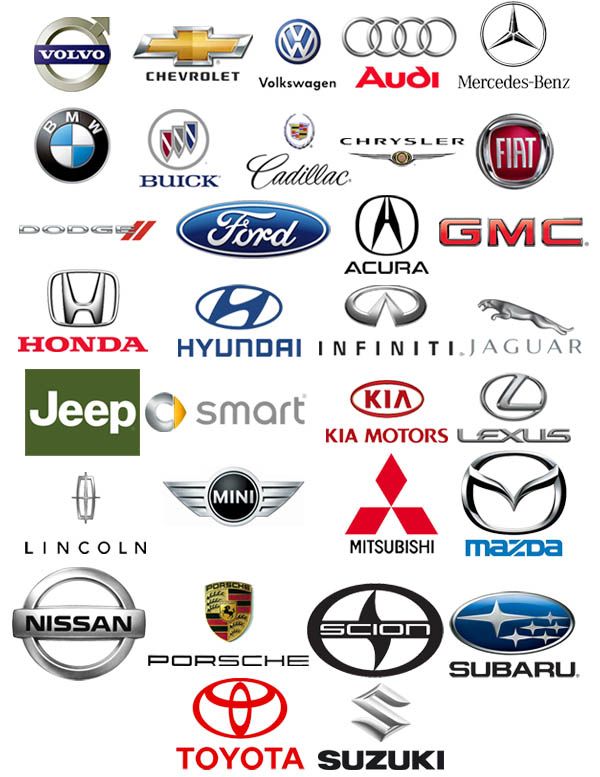 VOLVO
CHEVROLET
Volkswagen
Audi
Mercedes-Benz
BMW
BUICK
Cadillac
CHRYSLER
FIAT
DODGE
Ford
ACURA
GMC
HONDA
HYUNDAI
INFINITI
JAGUAR
Jeep
smart
KIA
KIA MOTORS
LEXUS
LINCOLN
MINI
MITSUBISHI
mazda
NISSAN
PORSCHE
PORSCHE
SCION
SUBARU
TOYOTA
SUZUKI